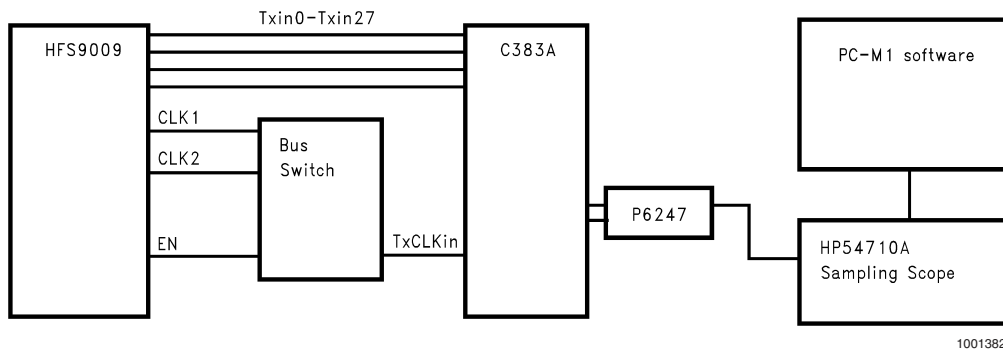 Txin0-Txin27
HFS9009
C383A
PC-M1 software
CLK1
CLK2
Bus
Switch
EN
TxCLKin
P6247
HP54710A
Sampling Scope
1001382